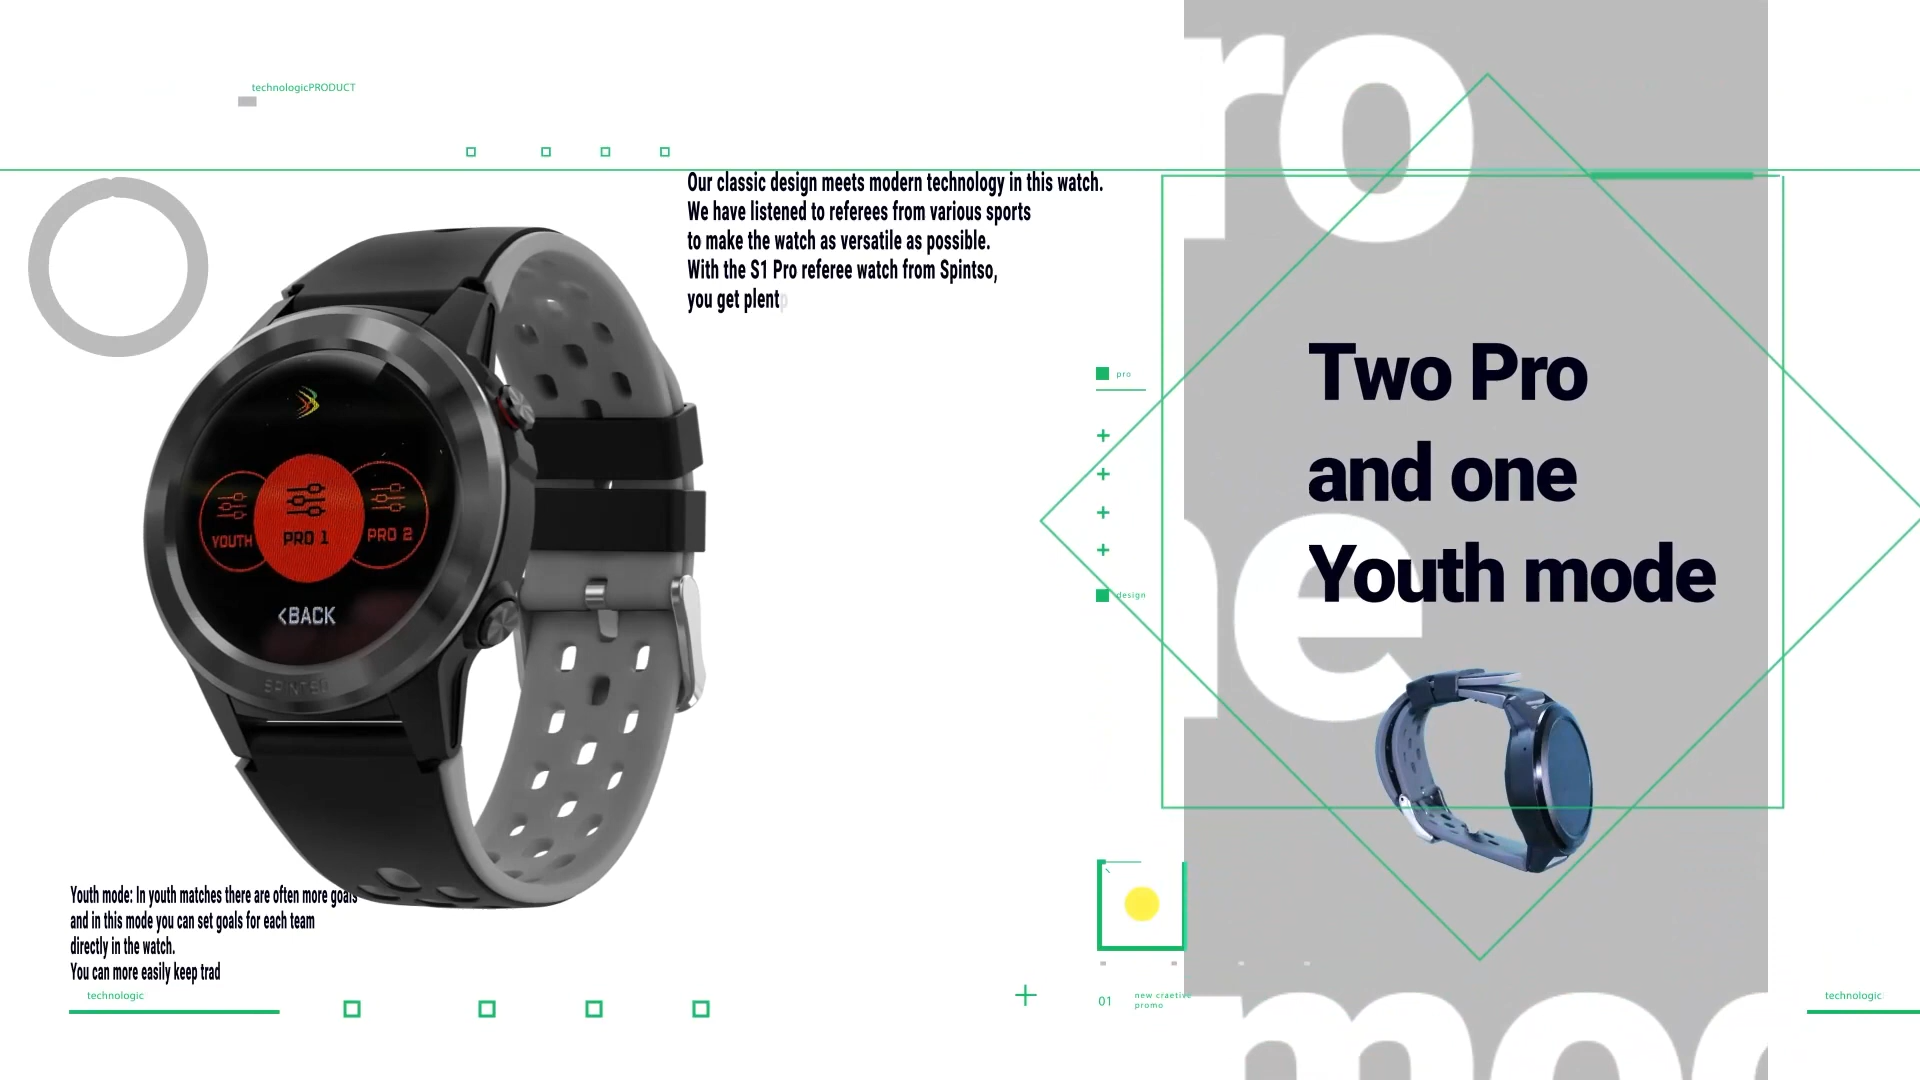 technologicPRODUCT
Our classic design meets modern technology in this watch.
We have listened to referees from various sports
to make the watch as versatile as possible.
With the S1 Pro referee watch from Spintso,
you get plent
YOUTH
PRO 1
PRO 2
<BACK
SPINTSO
Youth mode: In youth matches there are often more goals
and in this mode you can set goals for each team
directly in the watch.
You can more easily keep trad
technologic
pro
design
01
new craetive
promo
ro
Two Pro
and one
Youth mode
ne
mod
technologic